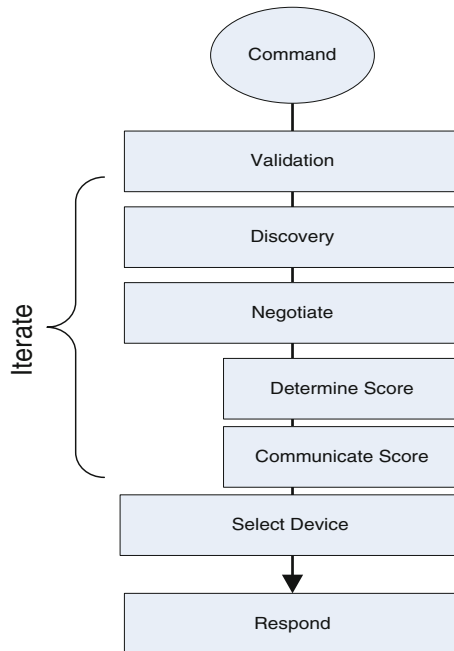 Command
Validation
Discovery
Negotiate
Determine Score
Communicate Score
Select Device
Respond
Iterate